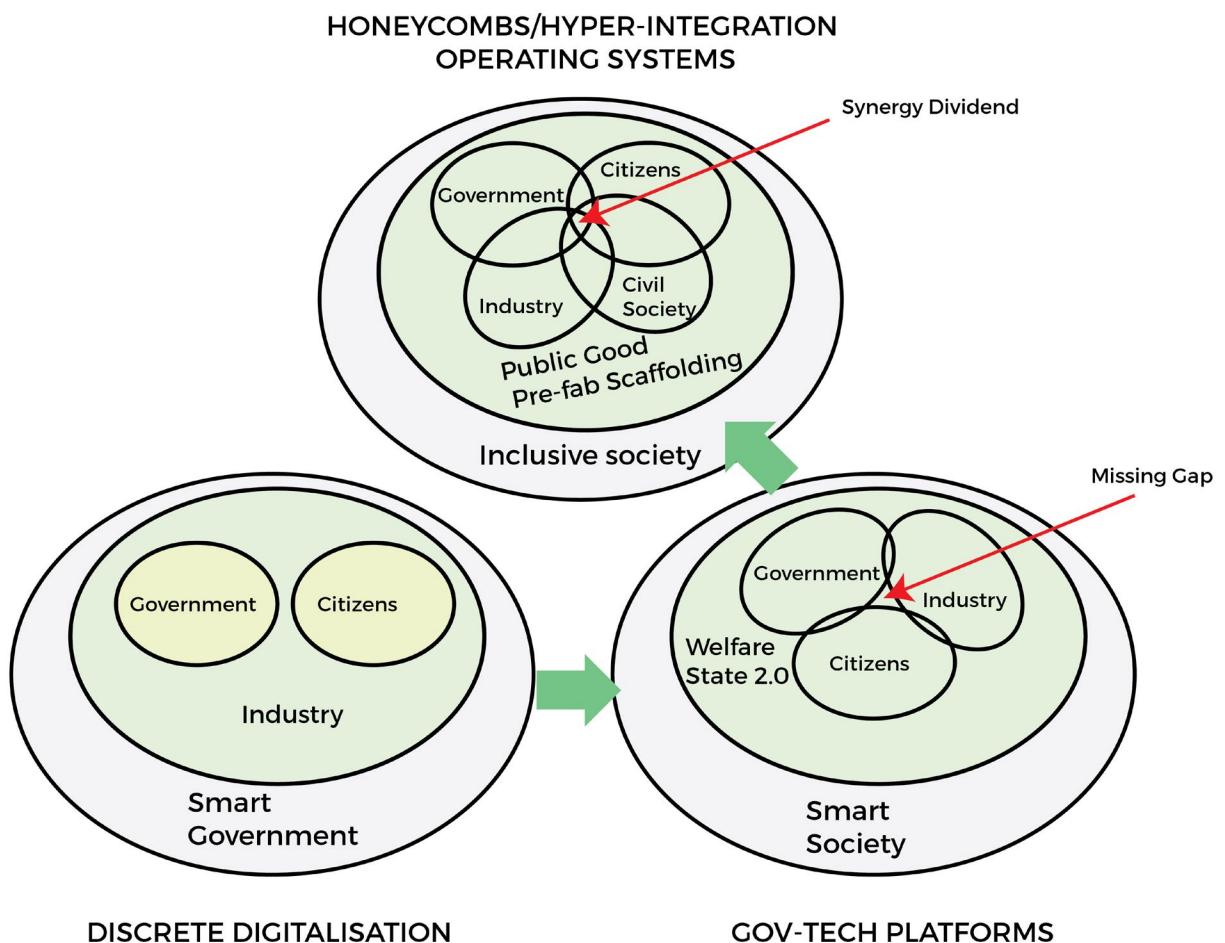 HONEYCOMBS/HYPER-INTEGRATION
OPERATING SYSTEMS
Synergy Dividend
Citizens
Government
Industry
Civil
Society
Public Good
Pre-fab Scaffolding
Inclusive society
Missing Gap
Government
Citizens
Industry
Smart
Government
Government
Industry
Welfare
State 2.0
Citizens
Smart
Society
DISCRETE DIGITALISATION
GOV-TECH PLATFORMS